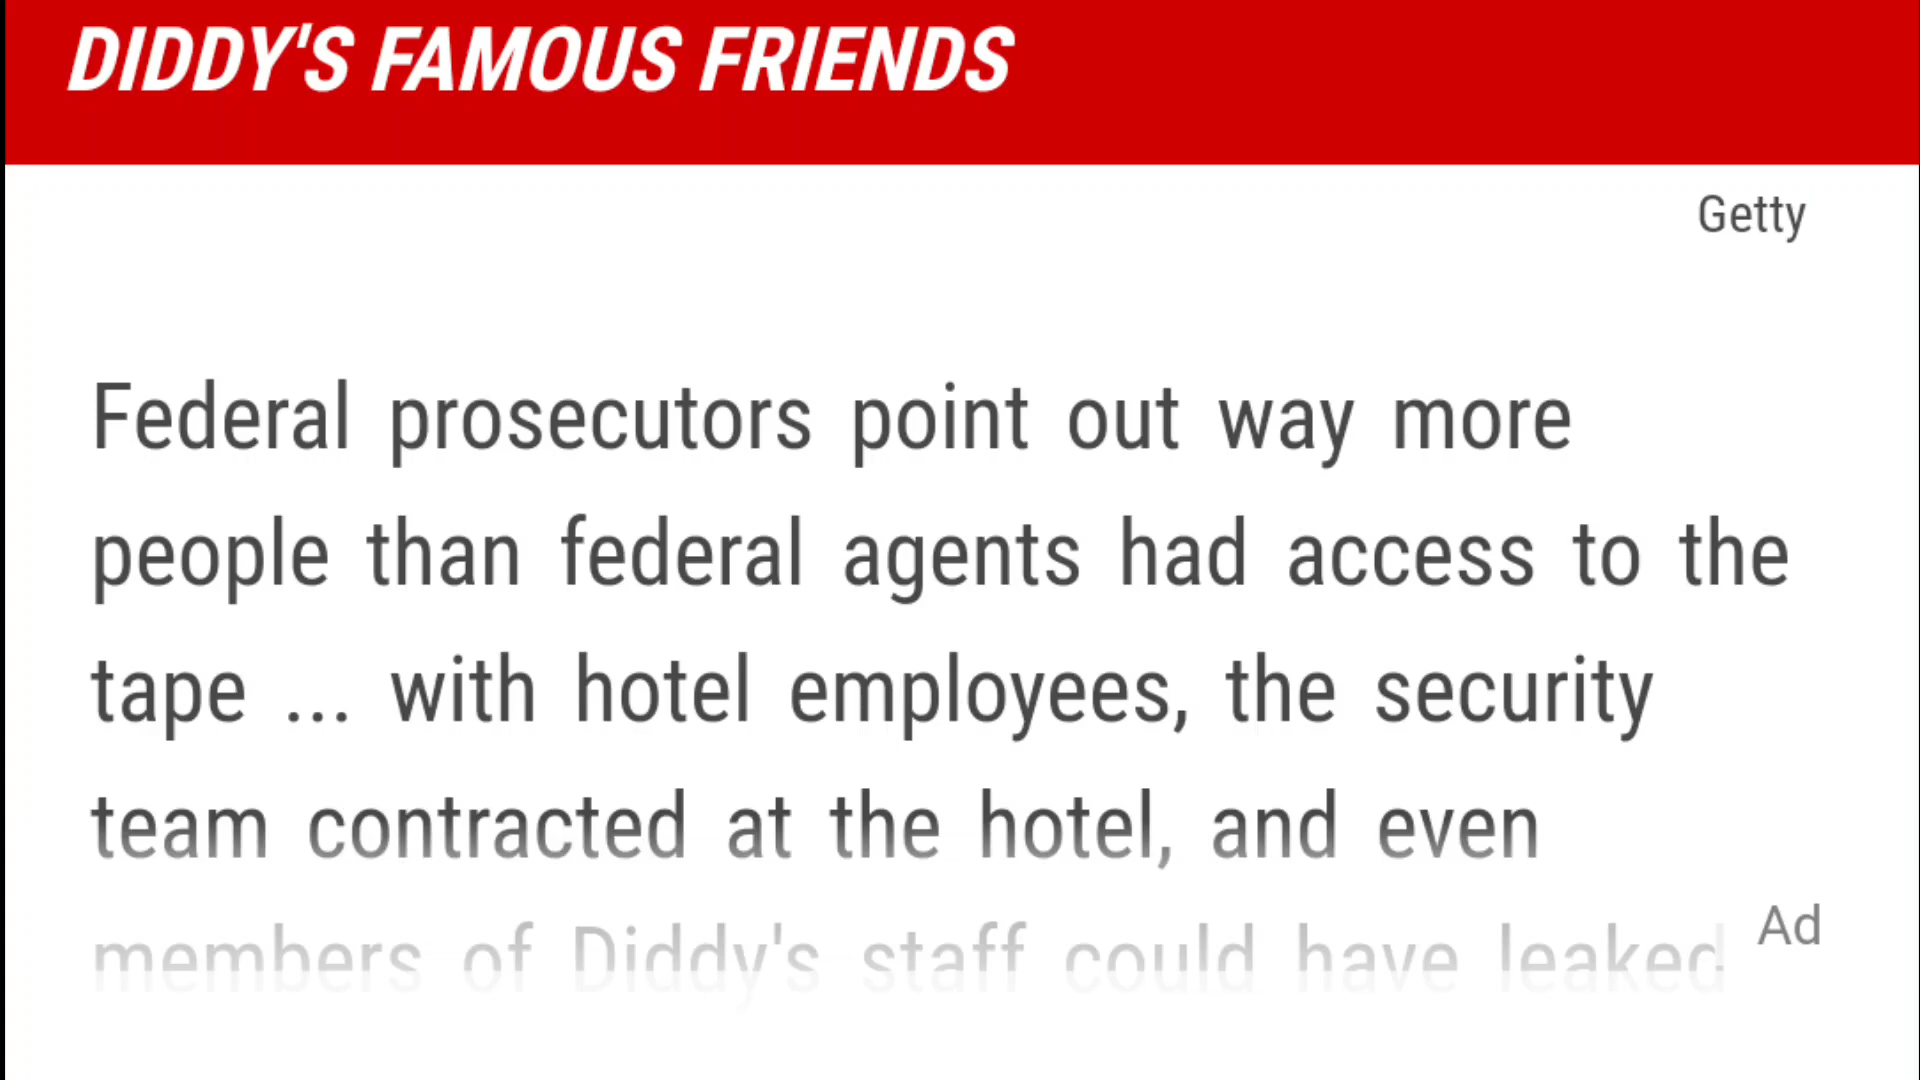 DIDDY'S FAMOUS FRIENDS
Getty
Federal prosecutors point out way more
people than federal agents had access to the
tape ... with hotel employees, the security
team contracted at the hotel, and even
members of Diddy's staff could have leaked
Ad